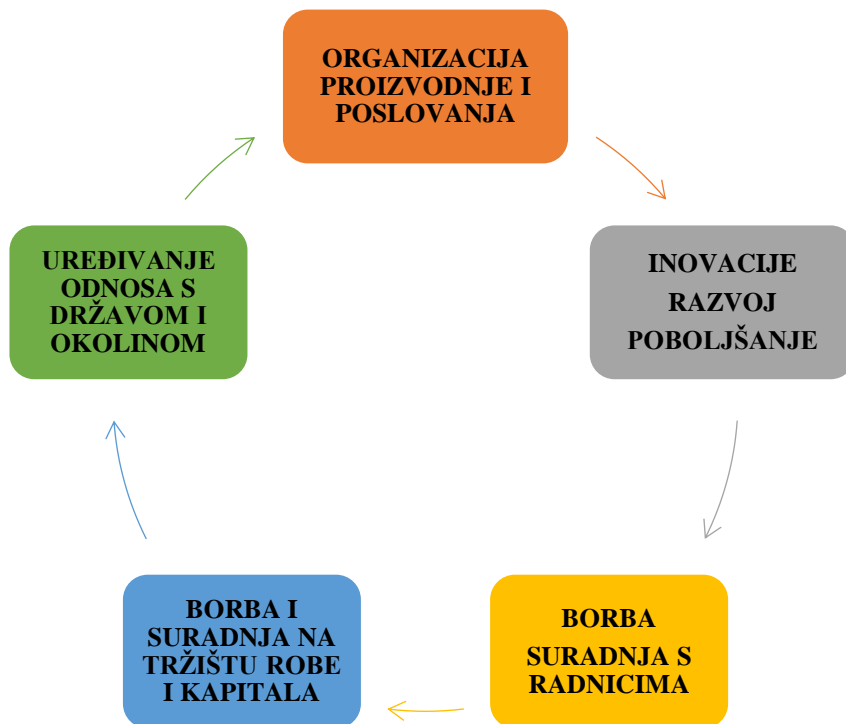 ORGANIZACIJA
PROIZVODNJE I
POSLOVANJA
INOVACIJE
RAZVOJ
POBOLJŠANJE
BORBA
SURADNJA S
RADNICIMA
BORBA I
SURADNJA NA
TRŽIŠTU ROBE
I KAPITALA
UREĐIVANJE
ODNOSA S
DRŽAVOM I
OKOLINOM